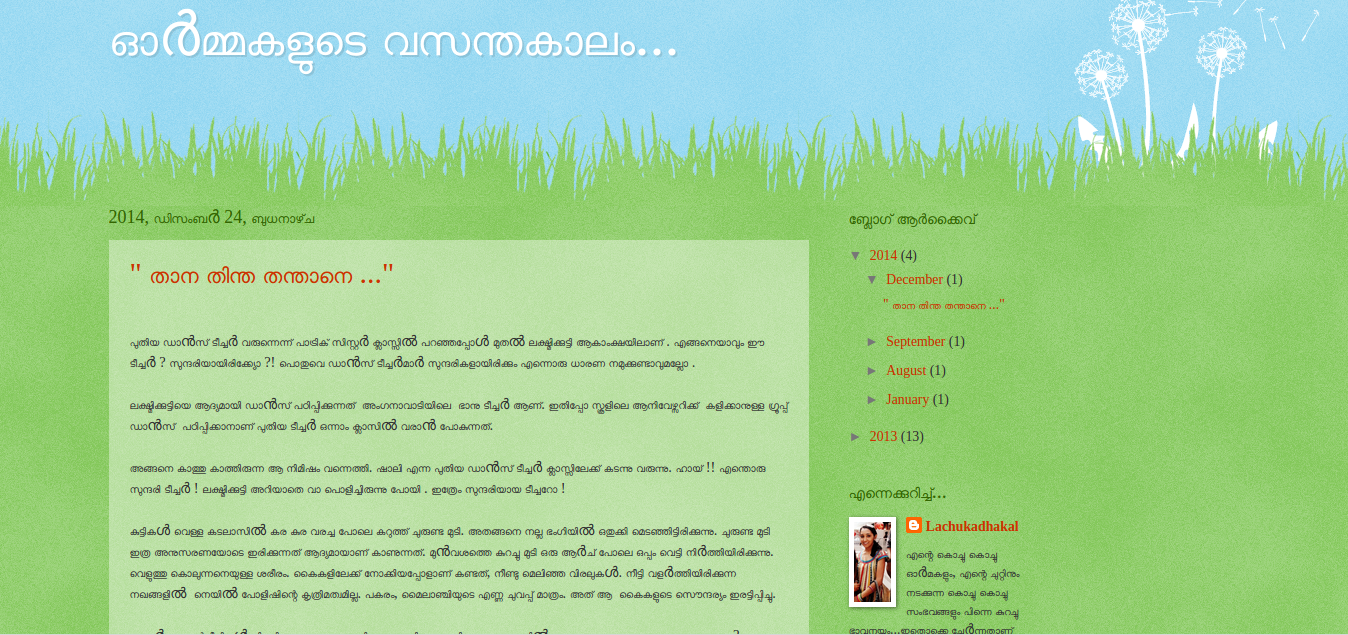 ഓർമ്മകളുടെ വസന്തകാലം...
2014, ഡിസംബർ 24, ബുധനാഴ്‌ച
" താന തിന്ത തന്താനെ ..."
പുതിയ ഡാൻസ് ടീച്ചർ വരുന്നെന്ന് പാട്രിക് സിസ്റ്റർ ക്ലാസ്സിൽ പറഞ്ഞപ്പോൾ മുതൽ ലക്ഷ്മിക്കുട്ടി ആകാംക്ഷയിലാണ് . എങ്ങനെയാവും ഈ
ടീച്ചർ ? സുന്ദരിയായിരിക്ക്യോ ?! പൊതുവെ ഡാൻസ് ടീച്ചർമാർ സുന്ദരികളായിരിക്കും എന്നൊരു ധാരണ നമുക്കുണ്ടാവുമല്ലോ .
ലക്ഷ്മിക്കുട്ടിയെ ആദ്യമായി ഡാൻസ് പഠിപ്പിക്കുന്നത് അംഗനാവാടിയിലെ ഭാനു ടീച്ചർ ആണ്. ഇതിപ്പോ സ്കൂളിലെ ആനിവേഴ്സറിക്ക് കളിക്കാനുള്ള ഗ്രൂപ്പ്
ഡാൻസ് പഠിപ്പിക്കാനാണ് പുതിയ ടീച്ചർ ഒന്നാം ക്ലാസിൽ വരാൻ പോകുന്നത്.
അങ്ങനെ കാത്തു കാത്തിരുന്ന ആ നിമിഷം വന്നെത്തി. ഷാലി എന്ന പുതിയ ഡാൻസ് ടീച്ചർ ക്ലാസ്സിലേക്ക് കടന്നു വരുന്നു. ഹായ് !! എന്തൊരു
സുന്ദരി ടീച്ചർ ! ലക്ഷ്മിക്കുട്ടി അറിയാതെ വാ പൊളിച്ചിരുന്നു പോയി . ഇത്രേം സുന്ദരിയായ ടീച്ചറോ !
കുട്ടികൾ വെള്ള കടലാസിൽ കര കുര വരച്ച പോലെ കറുത്ത് ചുരുണ്ട മുടി. അതങ്ങനെ നല്ല ഭംഗിയിൽ ഒതുക്കി മെടഞ്ഞിട്ടിരിക്കുന്നു. ചുരുണ്ട മുടി
ഇത്ര അനുസരണയോടെ ഇരിക്കുന്നത് ആദ്യമായാണ് കാണുന്നത്. മുൻവശത്തെ കുറച്ചു മുടി ഒരു ആർച് പോലെ ഒപ്പം വെട്ടി നിർത്തിയിരിക്കുന്നു.
വെളുത്തു കൊലുന്നനെയുള്ള ശരീരം. കൈകളിലേക്ക് നോക്കിയപ്പോളാണ് കണ്ടത്, നീണ്ടു മെലിഞ്ഞ വിരലുകൾ. നീട്ടി വളർത്തിയിരിക്കുന്ന
നഖങ്ങളിൽ നെയിൽ പോളിഷിന്റെ കൃത്രിമത്വമില്ല. പകരം, മൈലാഞ്ചിയുടെ എണ്ണ ചുവപ്പ് മാത്രം. അത് ആ കൈകളുടെ സൌന്ദര്യം ഇരട്ടിപ്പിച്ചു.
ബ്ലോഗ് ആർക്കൈവ്
▼ 2014 (4)
▼ December (1)
" താന തിന്ത തന്താനെ ..."
► September (1)
► August (1)
► January (1)
► 2013 (13)
എന്നെക്കുറിച്ച്...
Lachukadhakal
എന്റെ കൊച്ചു കൊച്ചു
ഓർമകളും, എന്റെ ചുറ്റിനും
നടക്കുന്ന കൊച്ചു കൊച്ചു
സംഭവങ്ങളും പിന്നെ കുറച്ചു
ഭാവനയും...ഇതൊക്കെ ചേർന്നതാണ്